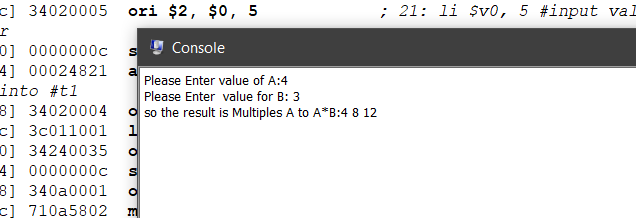 c] 34020005 ori $2, $0, 5 ; 21: li $v0, 5 #input val
r
0] 0000000c s
Console
4] 00024821 a
into #t1
8] 34020004 o
c] 3c011001 l
0] 34240035 o
4] 0000000c s
8] 340a0001 o
c] 710a5802 m
Please Enter value of A:4
Please Enter  value for B: 3
so the result is Multiples A to A*B:4 8 12